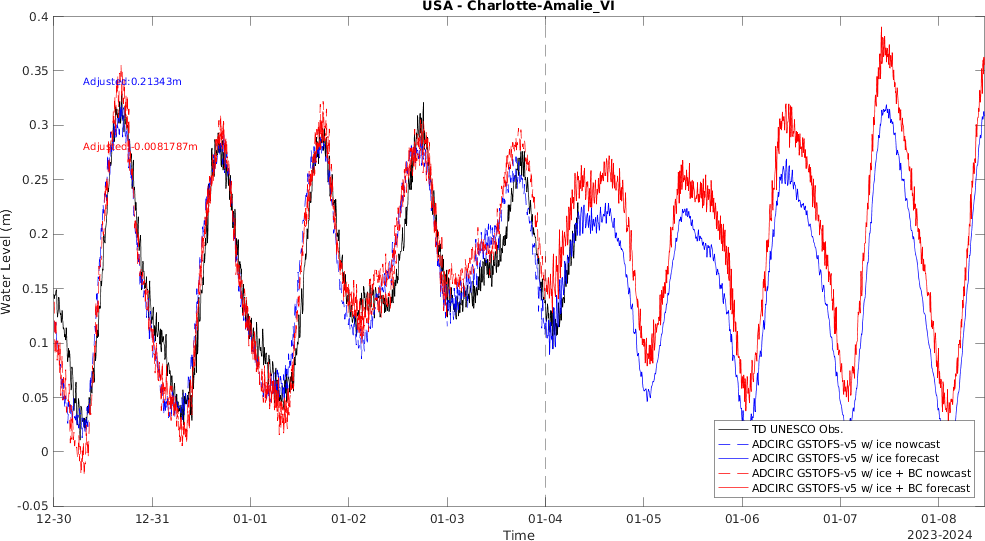 USA - Charlotte-Amalie_VI
0.4
0.35
0.3
0.25
0.2
0.15
0.1
0.05
0
-0.05
Water Level (m)
Adjusted:0.21343m
Adjusted:-0.0081787m
TD UNESCO Obs.
ADCIRC GSTOFS-v5 w/ ice nowcast
ADCIRC GSTOFS-v5 w/ ice forecast
ADCIRC GSTOFS-v5 w/ ice + BC nowcast
ADCIRC GSTOFS-v5 w/ ice + BC forecast
12-30 12-31 01-01 01-02 01-03 01-04 01-05 01-06 01-07 01-08
Time
2023-2024